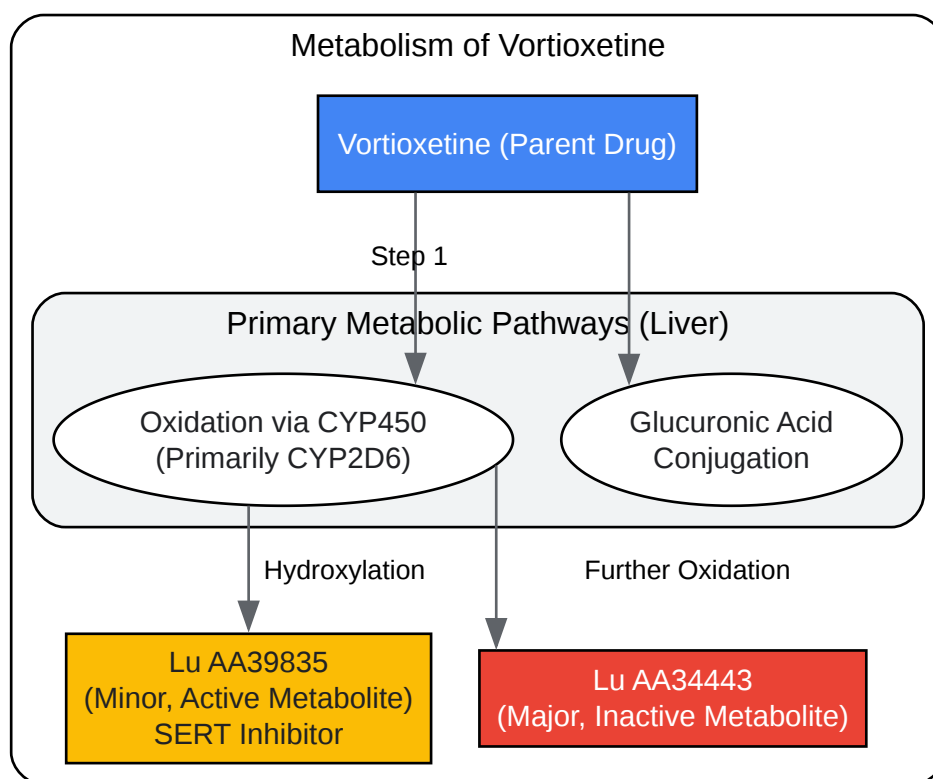 Metabolism of Vortioxetine
Vortioxetine (Parent Drug)
Step 1
Primary Metabolic Pathways (Liver)
Oxidation via CYP450
(Primarily CYP2D6)
Glucuronic Acid
Conjugation
Hydroxylation
Further Oxidation
Lu AA39835
(Minor, Active Metabolite)
SERT Inhibitor
Lu AA34443
(Major, Inactive Metabolite)